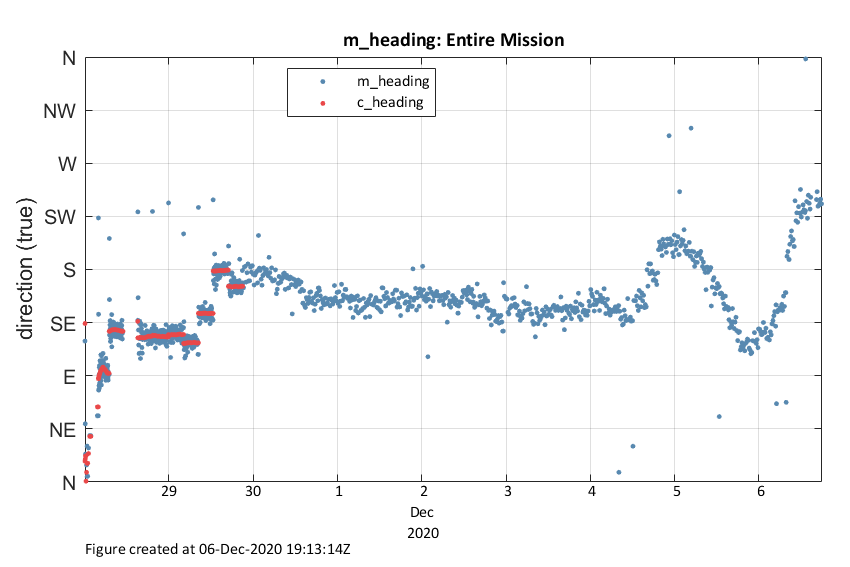 m_heading: Entire Mission
m_heading
c_heading
direction (true)
N
NW
W
SW
S
SE
E
NE
N
29 30 1 2 3 4 5 6
Dec
2020
Figure created at 06-Dec-2020 19:13:14Z